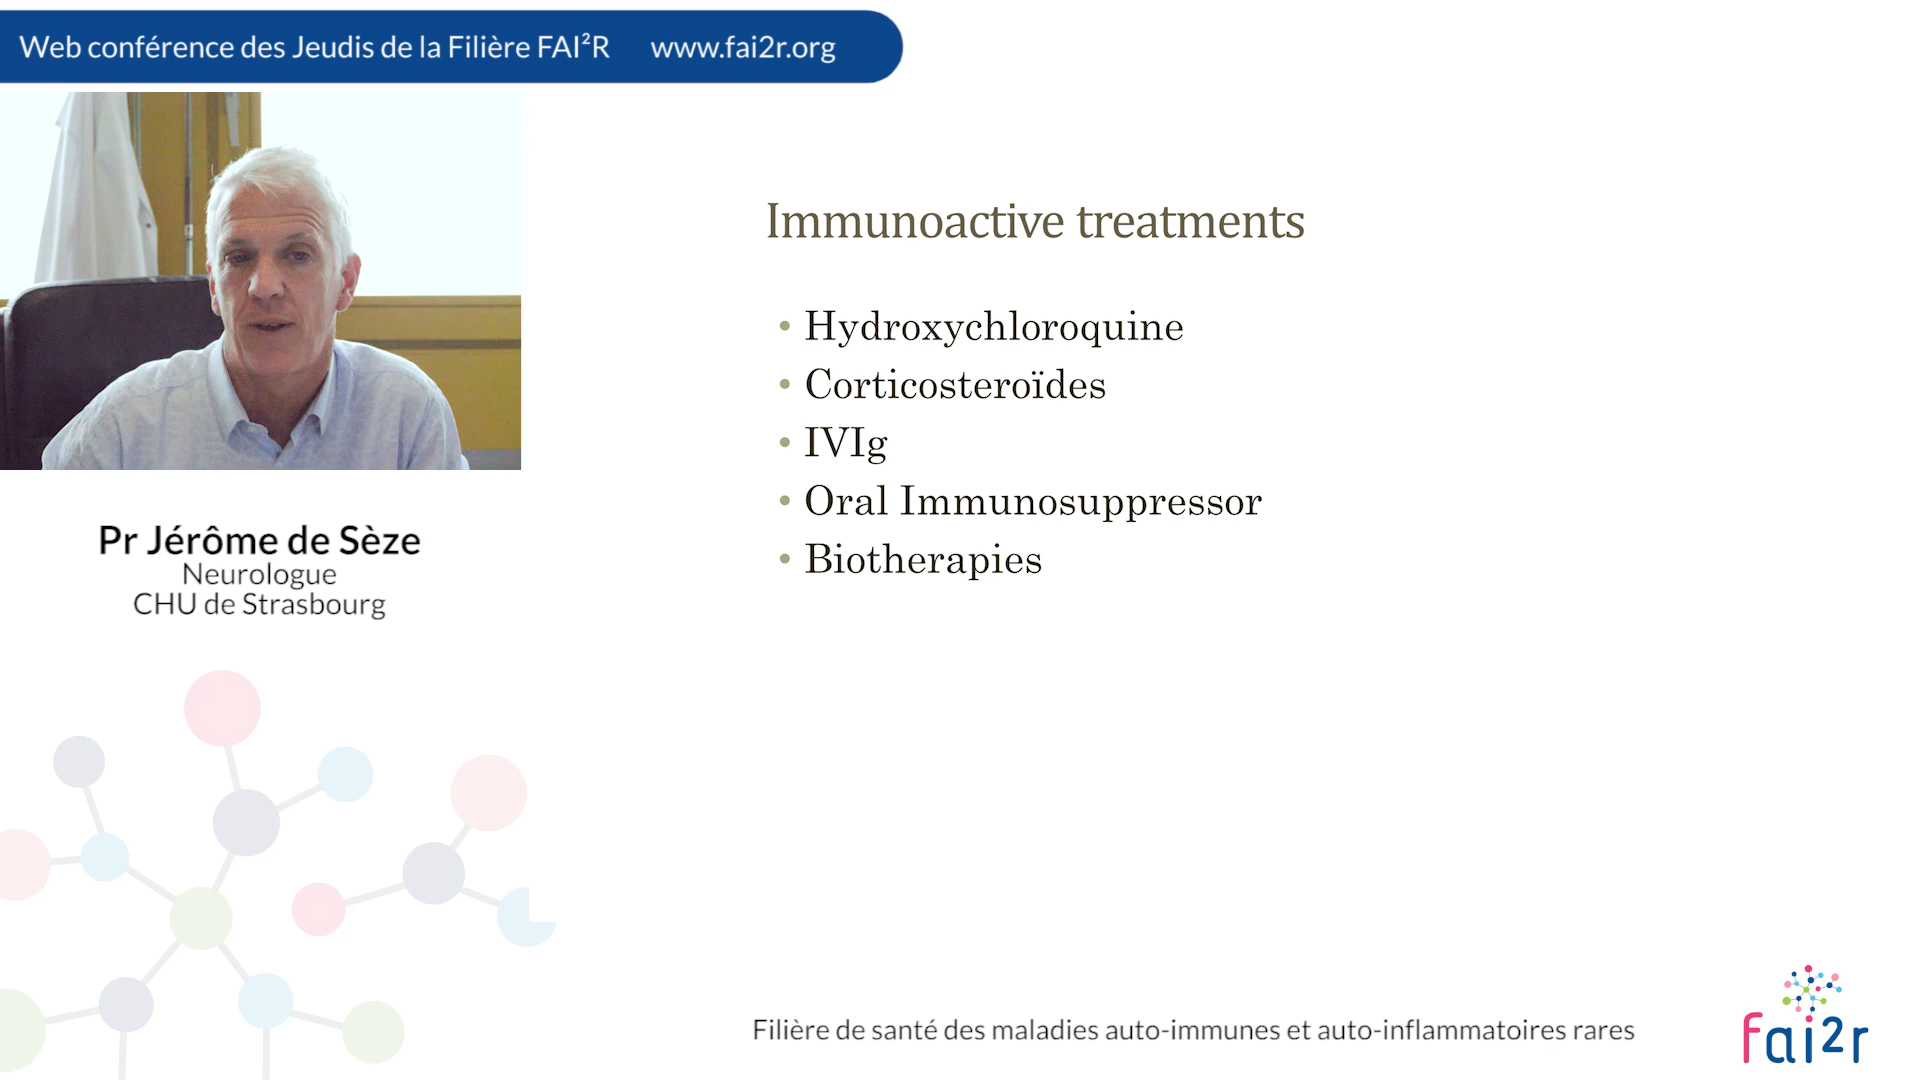 Web conférence des Jeudis de la Filière FAI²R www.fai2r.org
Immunoactive treatments
• Hydroxychloroquine
• Corticosteroïdes
• IVIg
• Oral Immunosuppressor
• Biotherapies
Pr Jérôme de Sèze
Neurologue
CHU de Strasbourg
Filière de santé des maladies auto-immunes et auto-inflammatoires rares
fai2r